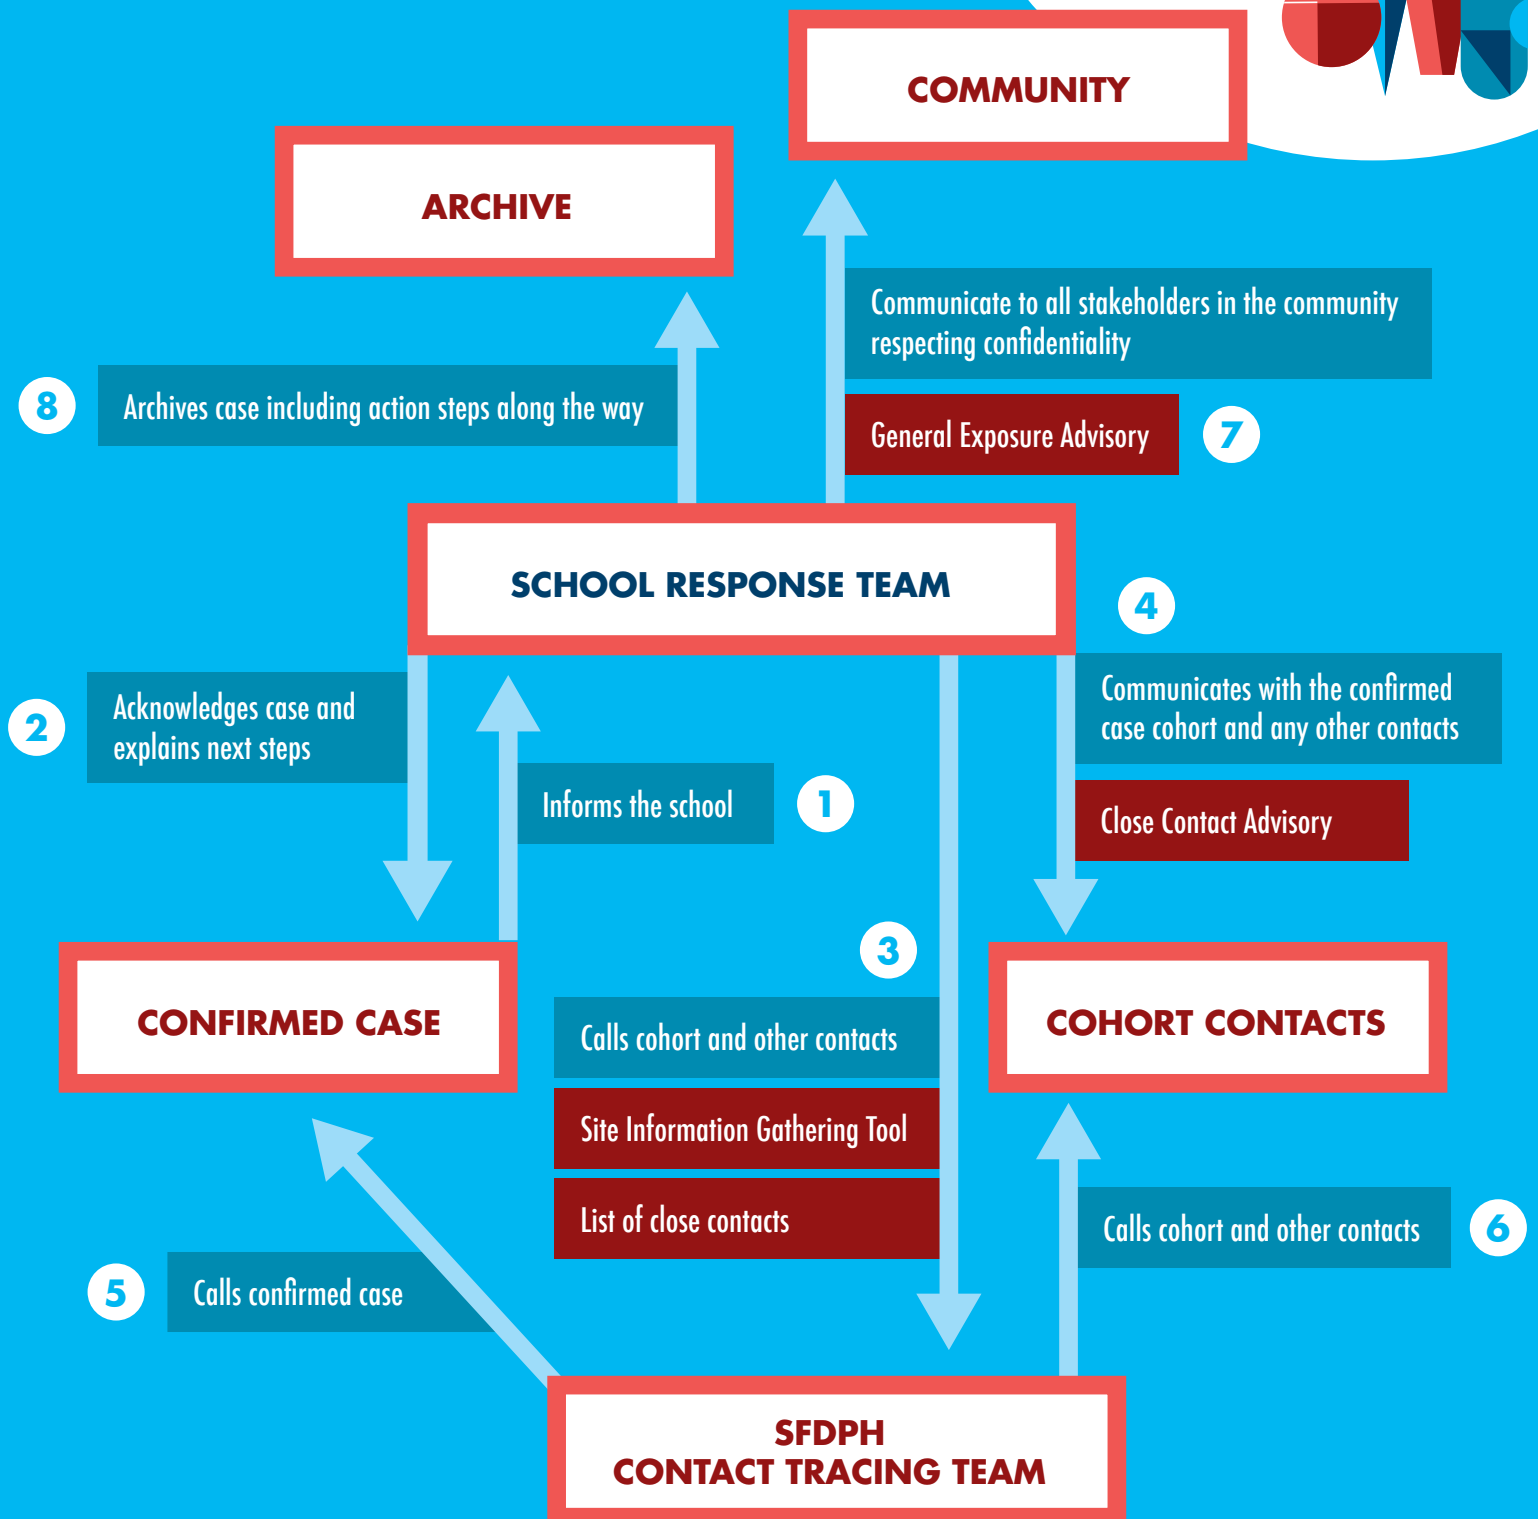 COMMUNITY
ARCHIVE
Communicate to all stakeholders in the community
respecting confidentiality
8
Archives case including action steps along the way
General Exposure Advisory
7
SCHOOL RESPONSE TEAM
4
2
Acknowledges case and
explains next steps
Communicates with the confirmed
case cohort and any other contacts
Informs the school
1
Close Contact Advisory
3
CONFIRMED CASE
Calls cohort and other contacts
COHORT CONTACTS
Site Information Gathering Tool
List of close contacts
Calls cohort and other contacts
6
5
Calls confirmed case
SFDPH
CONTACT TRACING TEAM